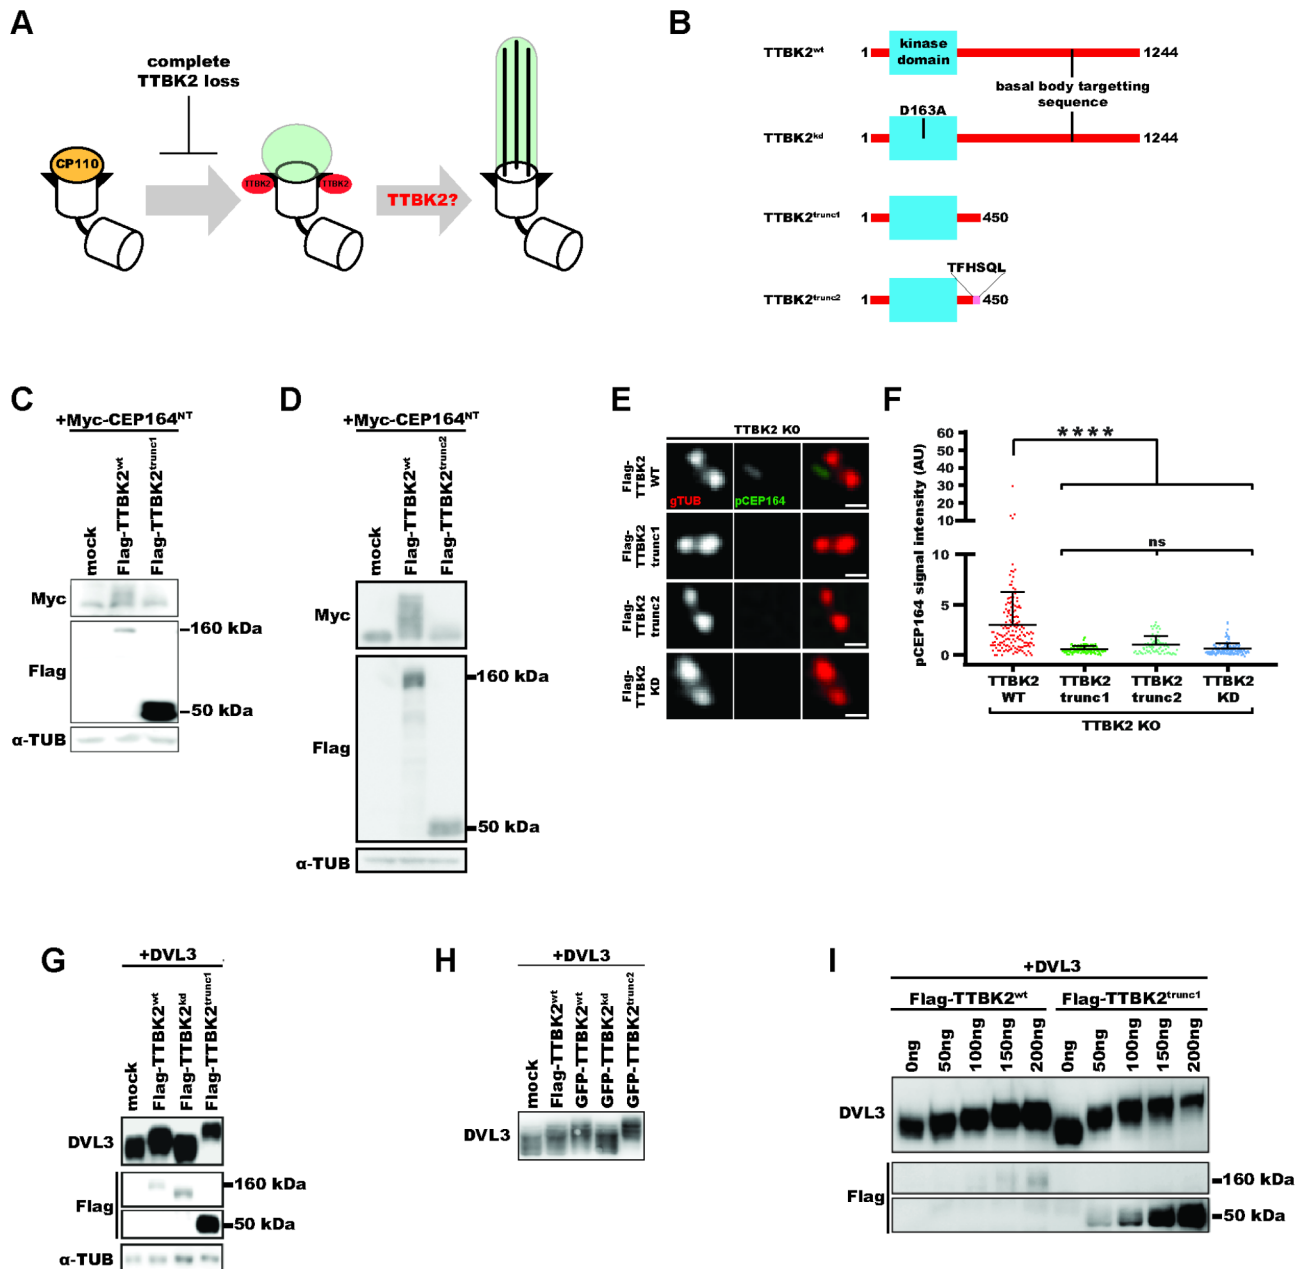 A
complete
TTBK2 loss
CP110
TTBK2
TTBK2
TTBK2?
B
TTBK2wt
1
kinase
domain
1244
basal body targetting
sequence
D163A
TTBK2kd
1
1244
TTBK2trunc1
1
450
TFHSQL
TTBK2trunc2
1
450
C
+Myc-CEP164NT
mock
Flag-TTBK2wt
Flag-TTBK2trunc1
Myc
Flag
160 kDa
50 kDa
α-TUB
D
+Myc-CEP164NT
mock
Flag-TTBK2wt
Flag-TTBK2trunc2
Myc
Flag
160 kDa
50 kDa
α-TUB
E
TTBK2 KO
Flag-
TTBK2
WT
gTUB
pCEP164
Flag-
TTBK2
trunc1
Flag-
TTBK2
trunc2
Flag-
TTBK2
KD
F
pCEP164 signal intensity (AU)
60
50
40
30
20
10
10
5
0
****
ns
TTBK2
WT
TTBK2
trunc1
TTBK2
trunc2
TTBK2
KD
TTBK2 KO
G
+DVL3
mock
Flag-TTBK2wt
Flag-TTBK2kd
Flag-TTBK2trunc1
DVL3
Flag
160 kDa
50 kDa
α-TUB
H
+DVL3
mock
Flag-TTBK2wt
GFP-TTBK2wt
GFP-TTBK2kd
GFP-TTBK2trunc2
DVL3
I
+DVL3
Flag-TTBK2wt
Flag-TTBK2trunc1
0ng
50ng
100ng
150ng
200ng
0ng
50ng
100ng
150ng
200ng
DVL3
Flag
160 kDa
50 kDa